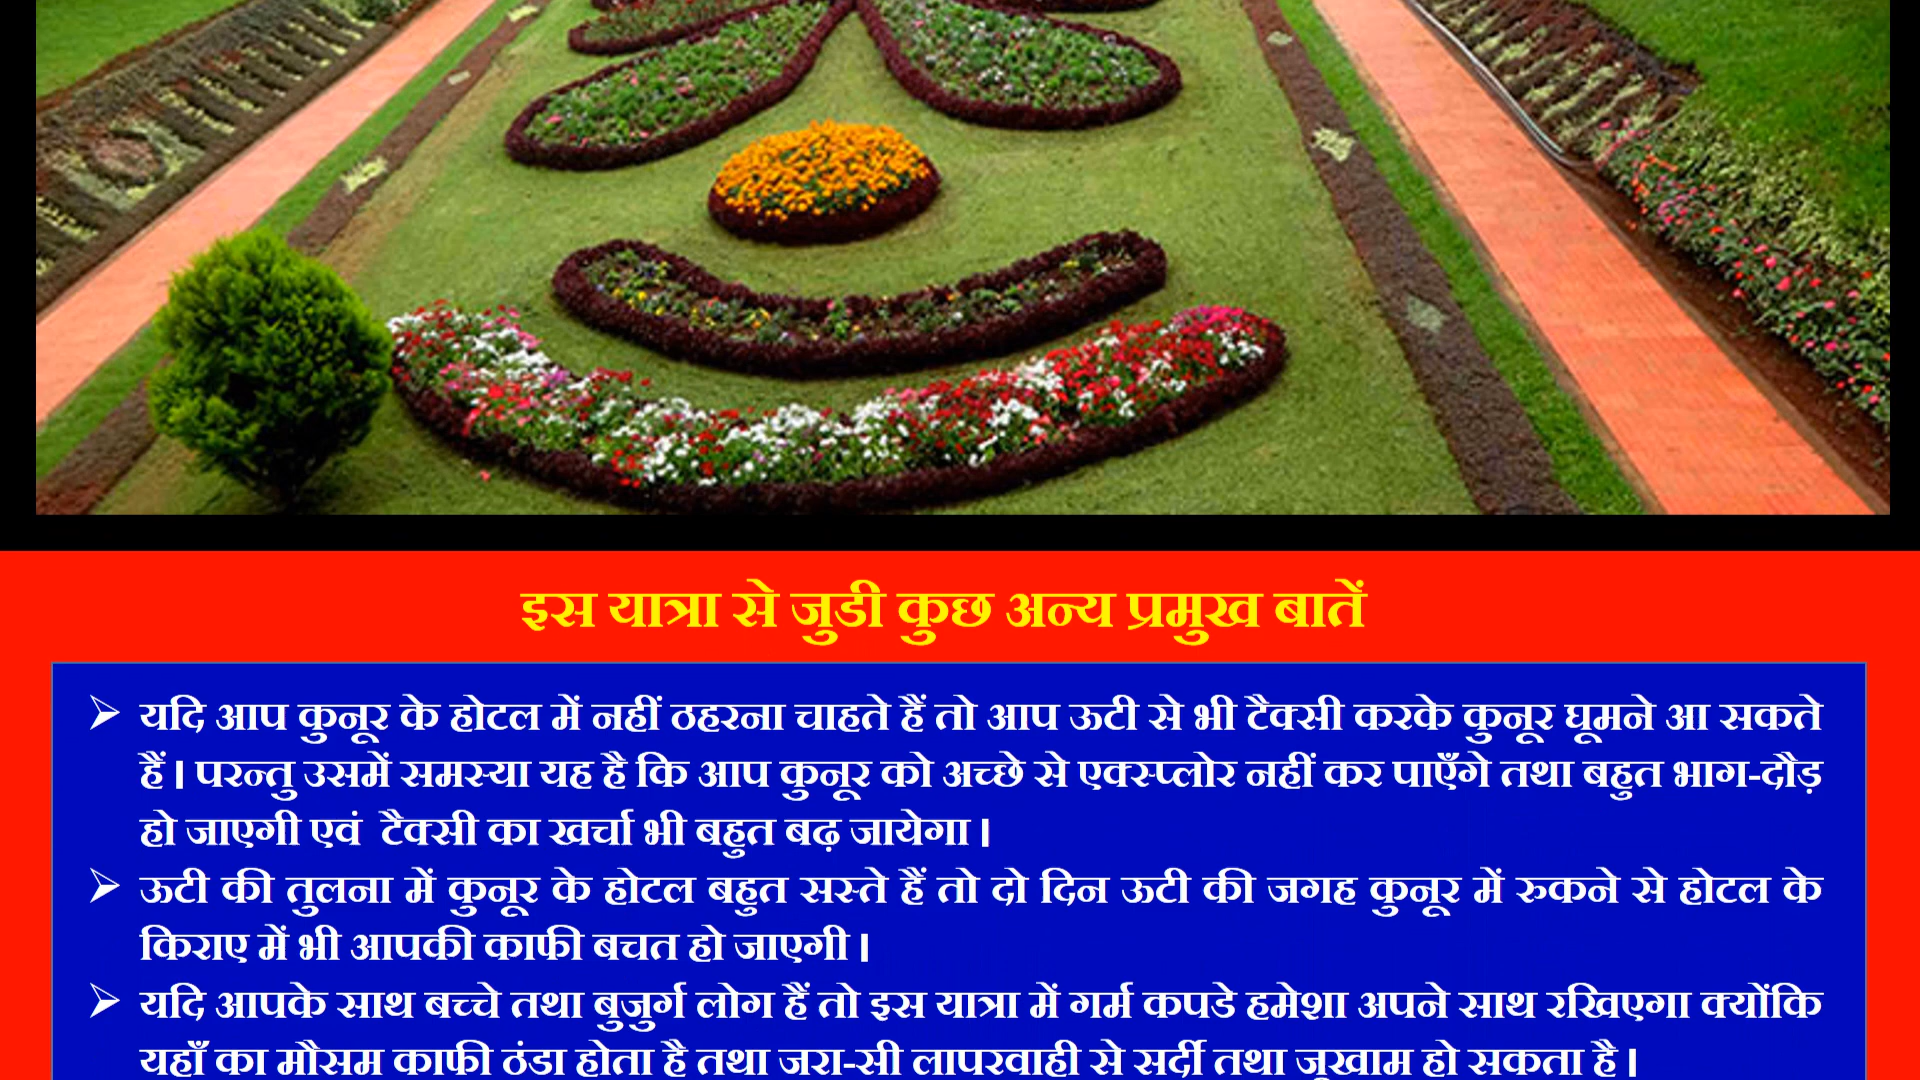 इस यात्रा से जुडी कुछ अन्य प्रमुख बातें
➢ यदि आप कुनूर के होटल में नहीं ठहरना चाहते हैं तो आप ऊटी से भी टैक्सी करके कुनूर घूमने आ सकते
हैं। परन्तु उसमें समस्या यह है कि आप कुनूर को अच्छे से एक्स्प्लोर नहीं कर पाएँगे तथा बहुत भाग-दौड़
हो जाएगी एवं टैक्सी का खर्चा भी बहुत बढ़ जायेगा।
➢ ऊटी की तुलना में कुनूर के होटल बहुत सस्ते हैं तो दो दिन ऊटी की जगह कुनूर में रुकने से होटल के
किराए में भी आपकी काफी बचत हो जाएगी।
➢ यदि आपके साथ बच्चे तथा बुजुर्ग लोग हैं तो इस यात्रा में गर्म कपडे हमेशा अपने साथ रखिएगा क्योंकि
यहाँ का मौसम काफी ठंडा होता है तथा जरा-सी लापरवाही से सर्दी तथा जुखाम हो सकता है।